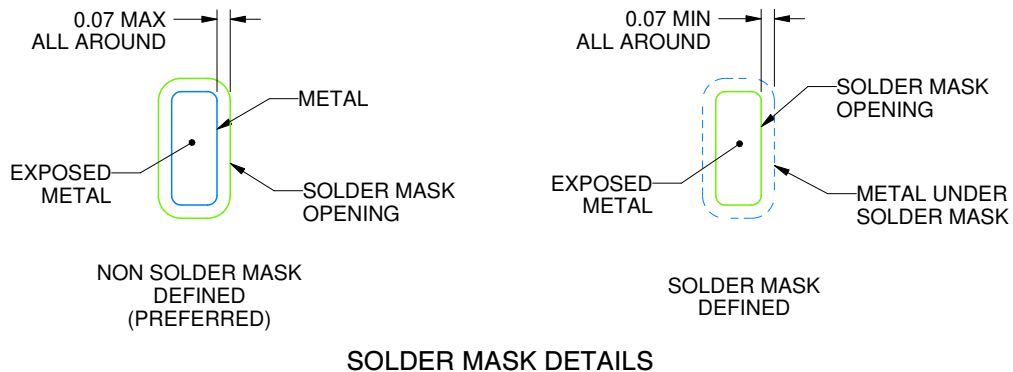 0.07 MAX
ALL AROUND
METAL
EXPOSED
METAL
SOLDER MASK
OPENING
NON SOLDER MASK
DEFINED
(PREFERRED)
0.07 MIN
ALL AROUND
SOLDER MASK
OPENING
EXPOSED
METAL
METAL UNDER
SOLDER MASK
SOLDER MASK
DEFINED
SOLDER MASK DETAILS